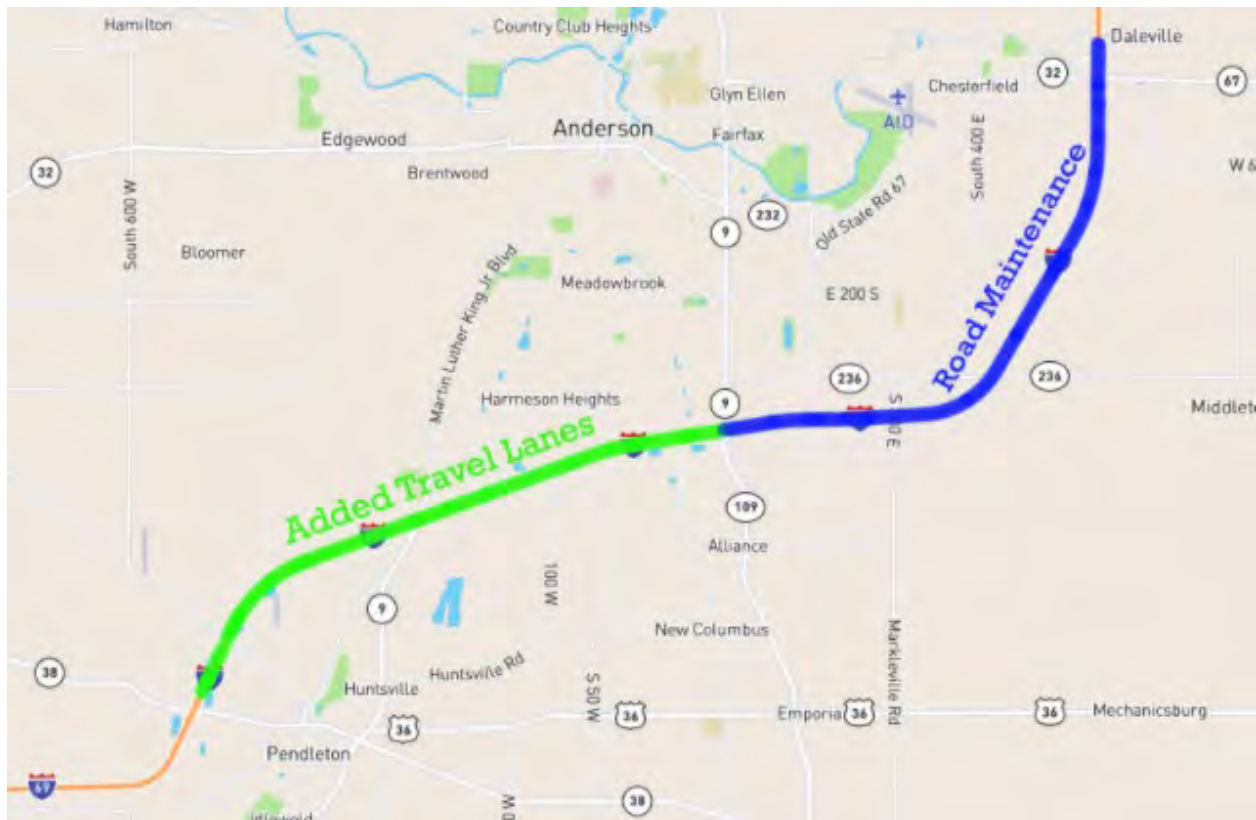 Hamilton
Country Club Heights
Daleville
32
67
Chesterfield
Glyn Ellen
AID
Anderson
Fairfax
Edgewood
Brentwood
32
South 400 E
W 6
232
9
Old State Rd 67
South 600 W
Bloomer
Meadowbrook
E 200 S
Road Maintenance
Martin Luther King Jr Blvd
Harmeson Heights
9
236
236
Middlet
Added Travel Lanes
109
Alliance
100 W
9
New Columbus
Markleville Rd
38
Huntsville Rd
Huntsville
S 50 W
36
36
Emporia
36
36
Mechanicsburg
Pendleton
69
38